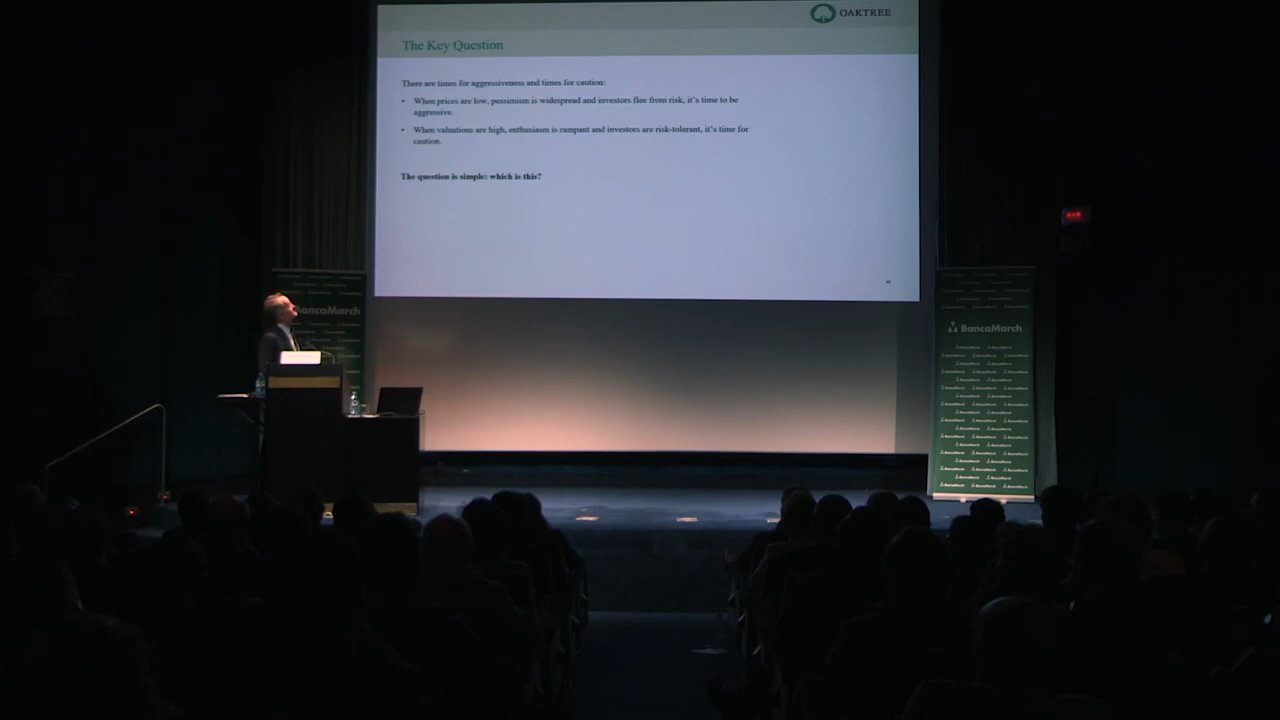 OAKTREE
The Key Question
There are times for aggressiveness and times for caution:
• When prices are low, pessimism is widespread and investors flee from risk, it's time to be
aggressive.
• When valuations are high, enthusiasm is rampant and investors are risk-tolerant, it's time for
caution.
The question is simple: which is this?
BancaMarch
BancaMarch